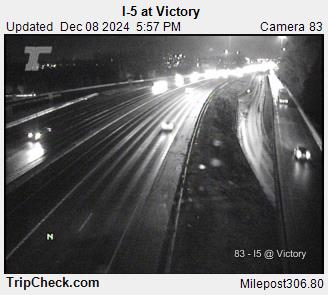 I-5 at Victory
Updated Dec 08 2024 5:57 PM Camera 83
T
N
83 - I5 @ Victory
TripCheck.com Milepost306.80